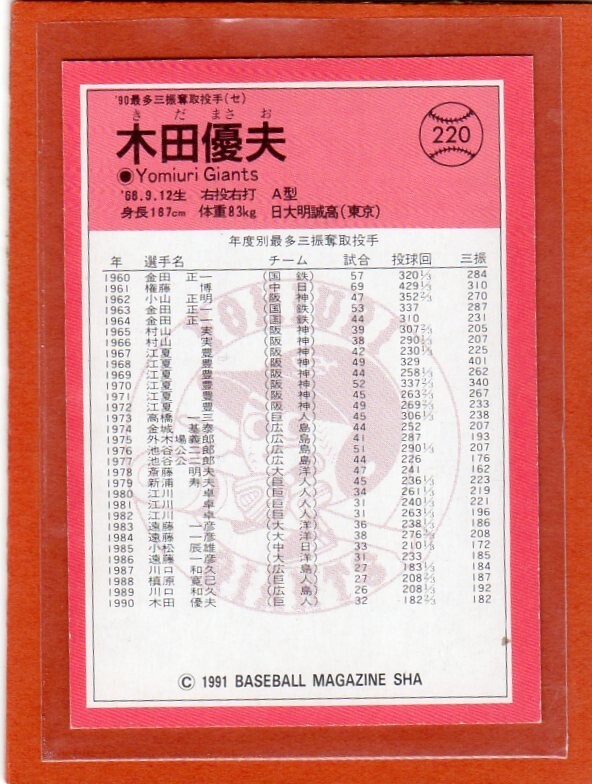 '90最多三振奪取投手(セ)
きだまさお
木田優夫
220
●Yomiuri Giants
'68.9.12生 右投右打 A型
身長187cm 体重83kg 日大明誠高(東京)
年度別最多三振奪取投手
年 選手名 チーム 試合 投球回 三振
1960 金田正一 (国鉄) 57 320⅓ 284
1961 権藤博 (中日) 69 429⅓ 310
1962 小山正明 (阪神) 47 352⅔ 270
1963 金田正一 (国鉄) 53 337 287
1964 金田正一 (国鉄) 44 310 231
1965 村山実 (阪神) 39 307⅔ 205
1966 村山実 (阪神) 38 290⅓ 207
1967 江夏豊 (阪神) 42 230⅓ 225
1968 江夏豊 (阪神) 49 329 401
1969 江夏豊 (阪神) 44 258⅓ 262
1970 江夏豊 (阪神) 52 337⅔ 340
1971 江夏豊 (阪神) 45 263⅔ 267
1972 江夏豊 (阪神) 49 269⅔ 233
1973 高橋一三 (巨人) 45 306⅓ 238
1974 金城基泰 (広島) 44 252 207
1975 外木場義郎 (広島) 41 287 193
1976 池谷公二郎 (広島) 51 290⅓ 207
1977 池谷公二郎 (広島) 44 226 176
1978 斎藤明夫 (大洋) 47 241 162
1979 新浦寿夫 (巨人) 45 236⅓ 223
1980 江川卓 (巨人) 34 261⅓ 219
1981 江川卓 (巨人) 31 240⅓ 221
1982 江川卓 (巨人) 31 263⅓ 196
1983 遠藤一彦 (大洋) 36 238⅓ 186
1984 遠藤一彦 (大洋) 38 276⅔ 208
1985 小松辰雄 (中日) 33 210⅓ 172
1986 遠藤一彦 (大洋) 31 233 185
1987 川口和久 (広島) 27 183⅓ 184
1988 槙原寛己 (巨人) 27 208⅔ 187
1989 川口和久 (広島) 26 208⅓ 192
1990 木田優夫 (巨人) 32 182⅔ 182
YOMIURI
GIANTS
© 1991 BASEBALL MAGAZINE SHA